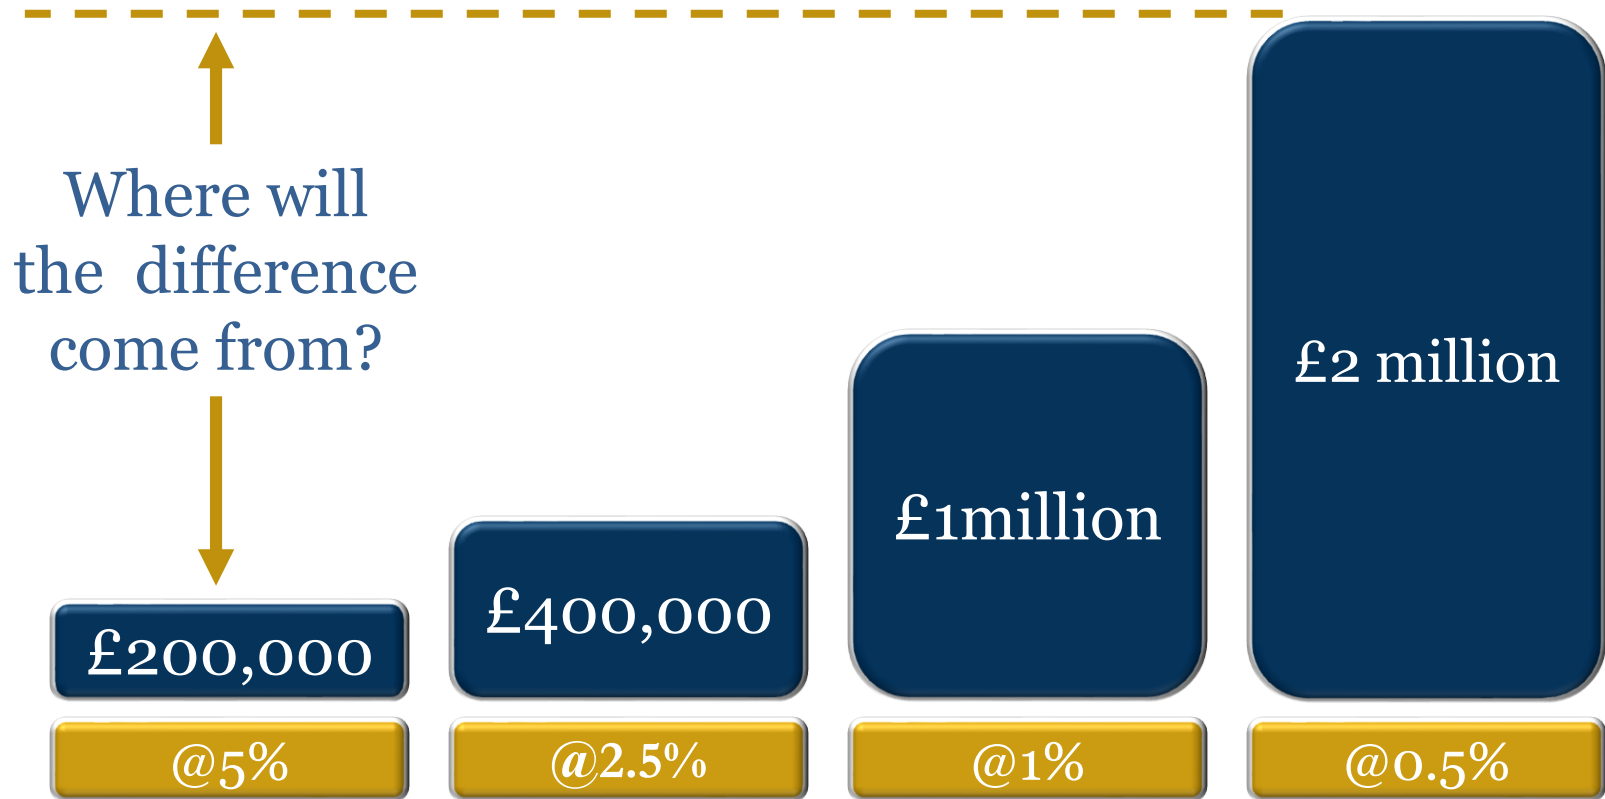 Where will
the  difference
come from?
£200,000
£400,000
£1million
£2 million
@5%
@2.5%
@1%
@0.5%